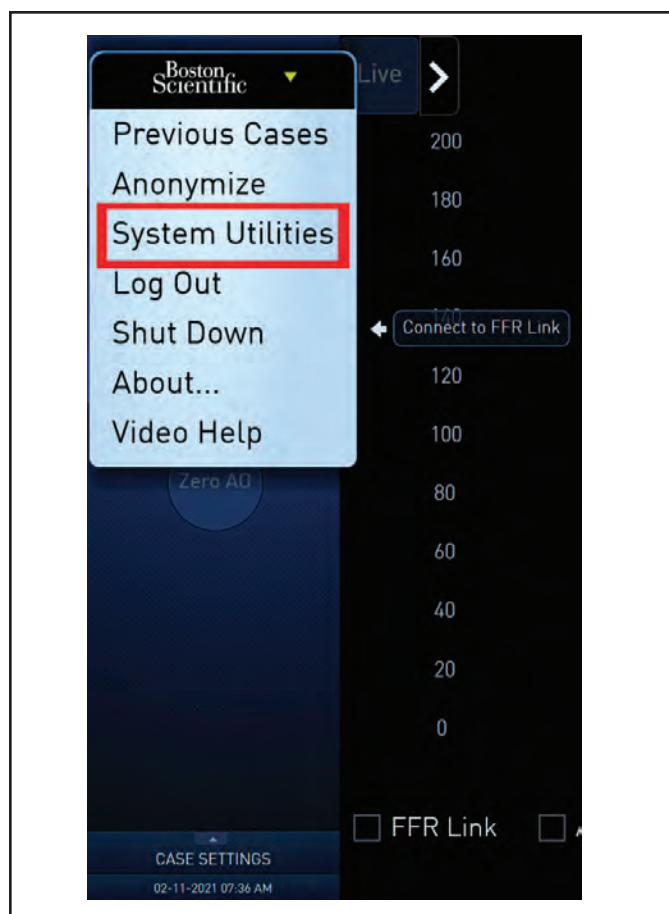 Boston
Scientific
Live
Previous Cases
Anonymize
System Utilities
Log Out
Shut Down
About...
Video Help
Zero AO
200
180
160
140
Connect to FFR Link
120
100
80
60
40
20
0
FFR Link
CASE SETTINGS
02-11-2021 07:36 AM